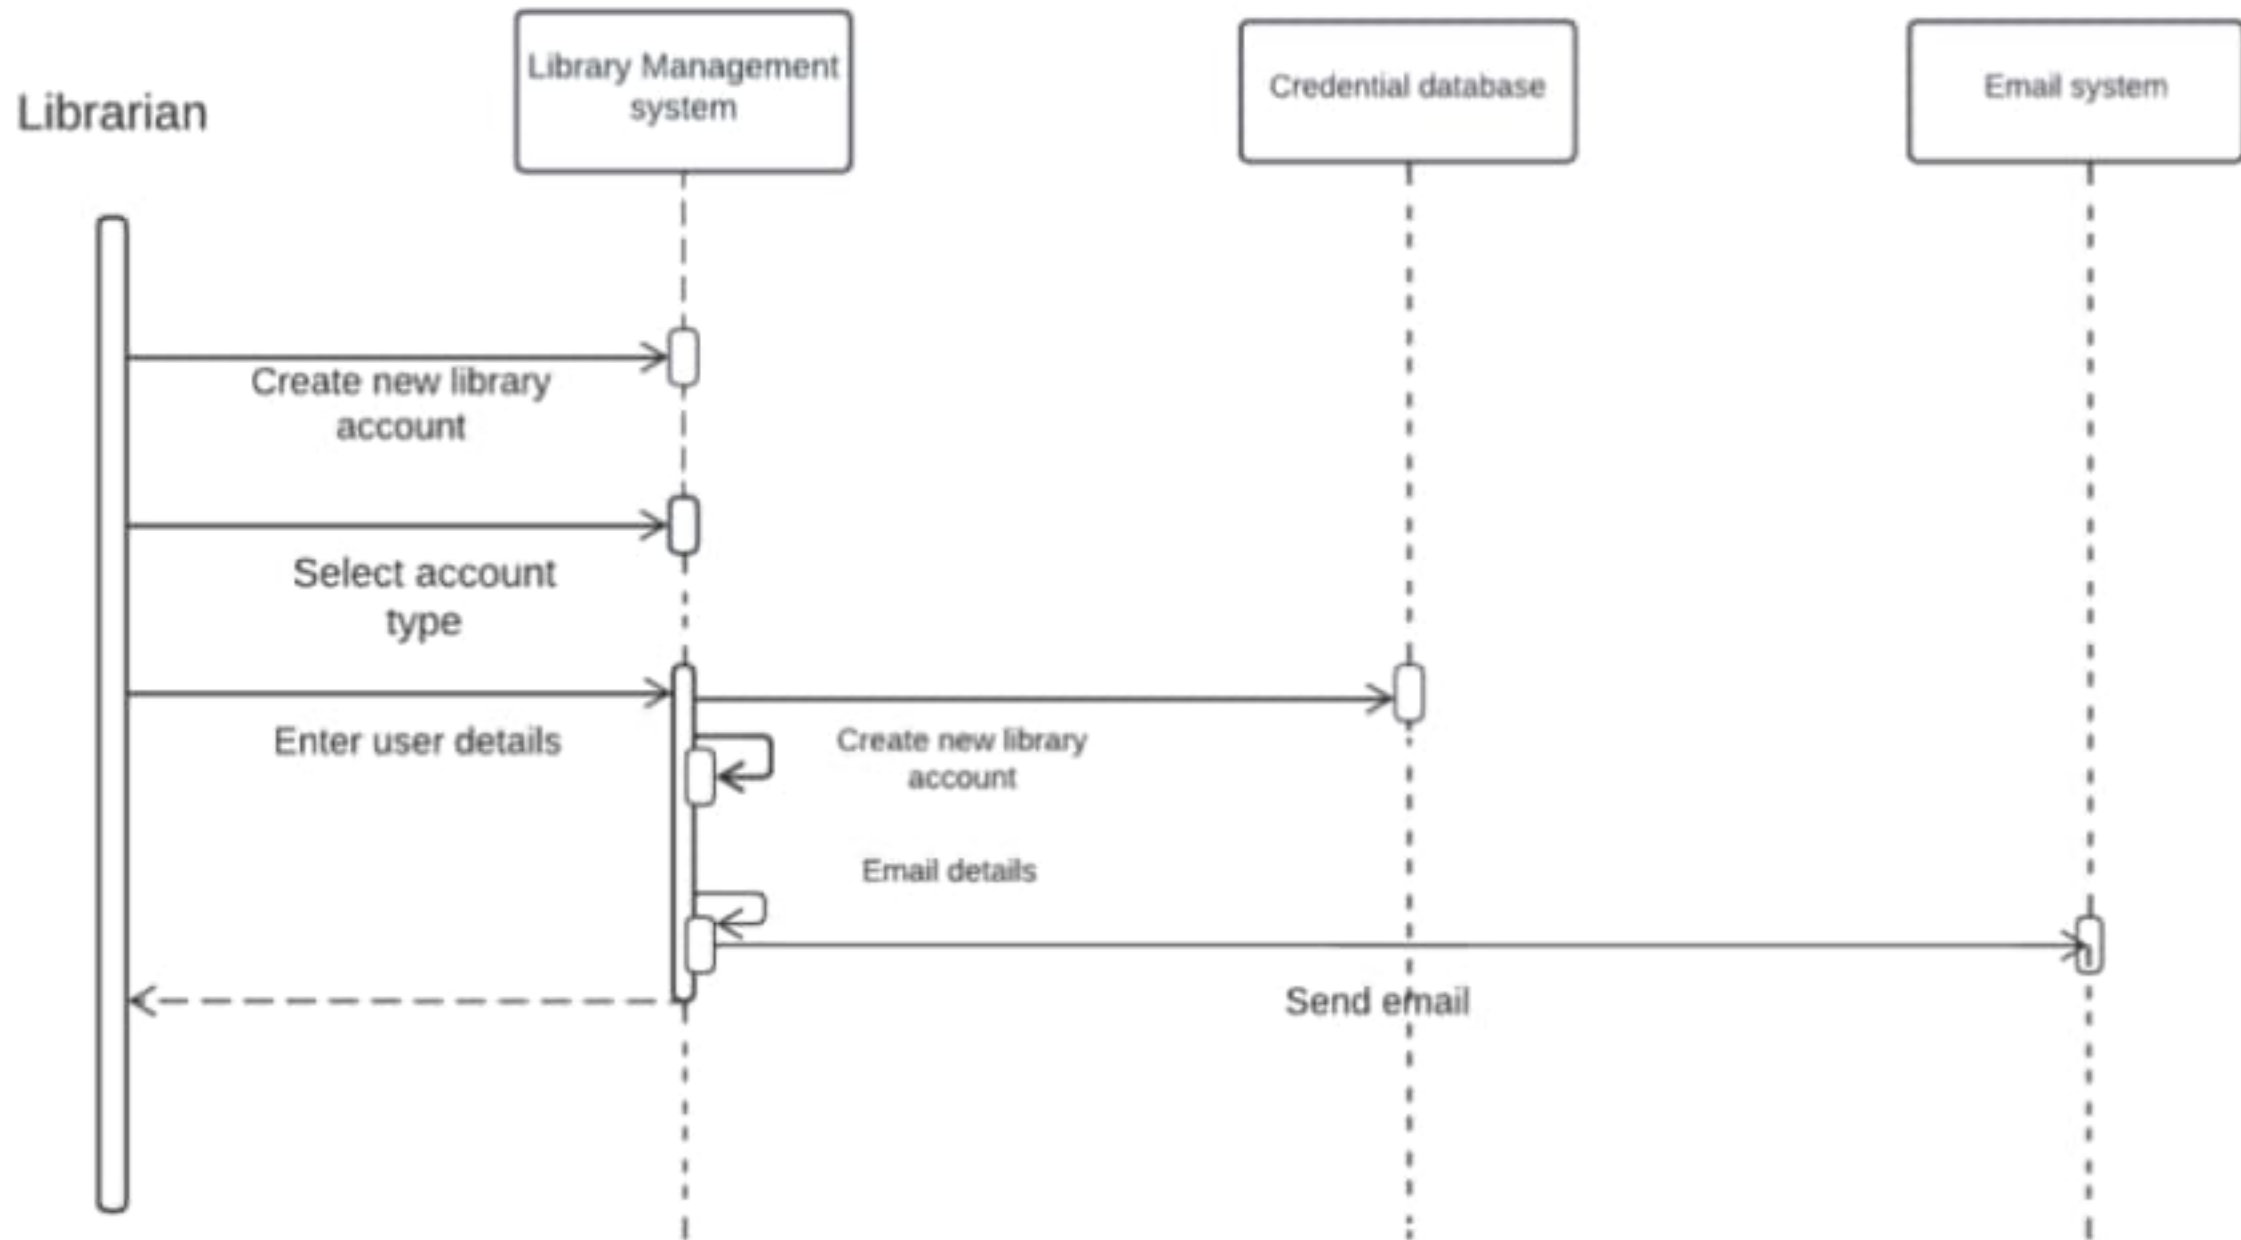 Librarian
Library Management
system
Credential database
Email system
Create new library
account
Select account
type
Enter user details
Create new library
account
Email details
Send email